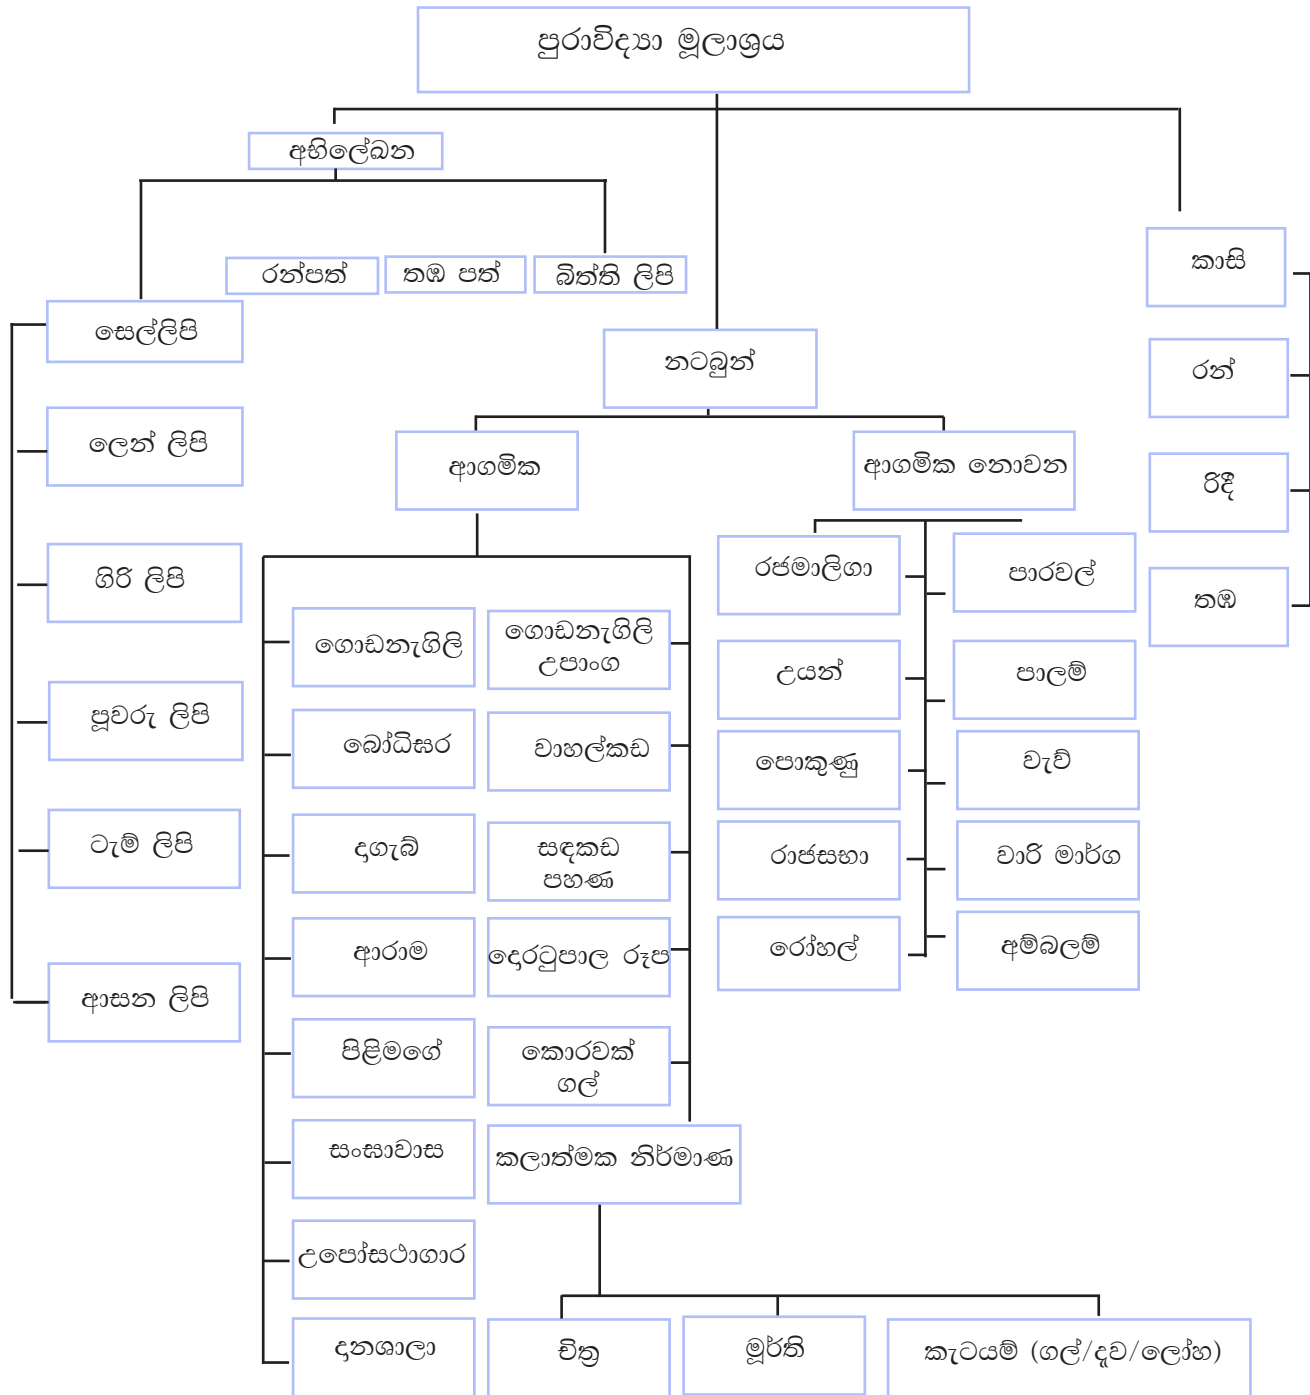 පුරාවිද්‍යා මූලාශ්‍රය
අභිලේඛන
රන්පත්
තඹ පත්
බිත්ති ලිපි
සෙල්ලිපි
ලෙන් ලිපි
ගිරි ලිපි
පූවරු ලිපි
ටැම් ලිපි
ආසන ලිපි
නටබුන්
ආගමික
ගොඩනැගිලි
බෝධිඝර
දාගැබ්
ආරාම
පිළිමගේ
සංඝාවාස
උපෝසථාගාර
දානශාලා
ගොඩනැගිලි
උපාංග
වාහල්කඩ
සඳකඩ
පහණ
දොරටුපාල රූප
කොරවක්
ගල්
කලාත්මක නිර්මාණ
චිත්‍ර
මූර්ති
කැටයම් (ගල්/දැව/ලෝහ)
ආගමික නොවන
රජමාලිගා
උයන්
පොකුණු
රාජසභා
රෝහල්
පාරවල්
පාලම්
වැව්
වාරි මාර්ග
අම්බලම්
කාසි
රන්
රිදී
තඹ